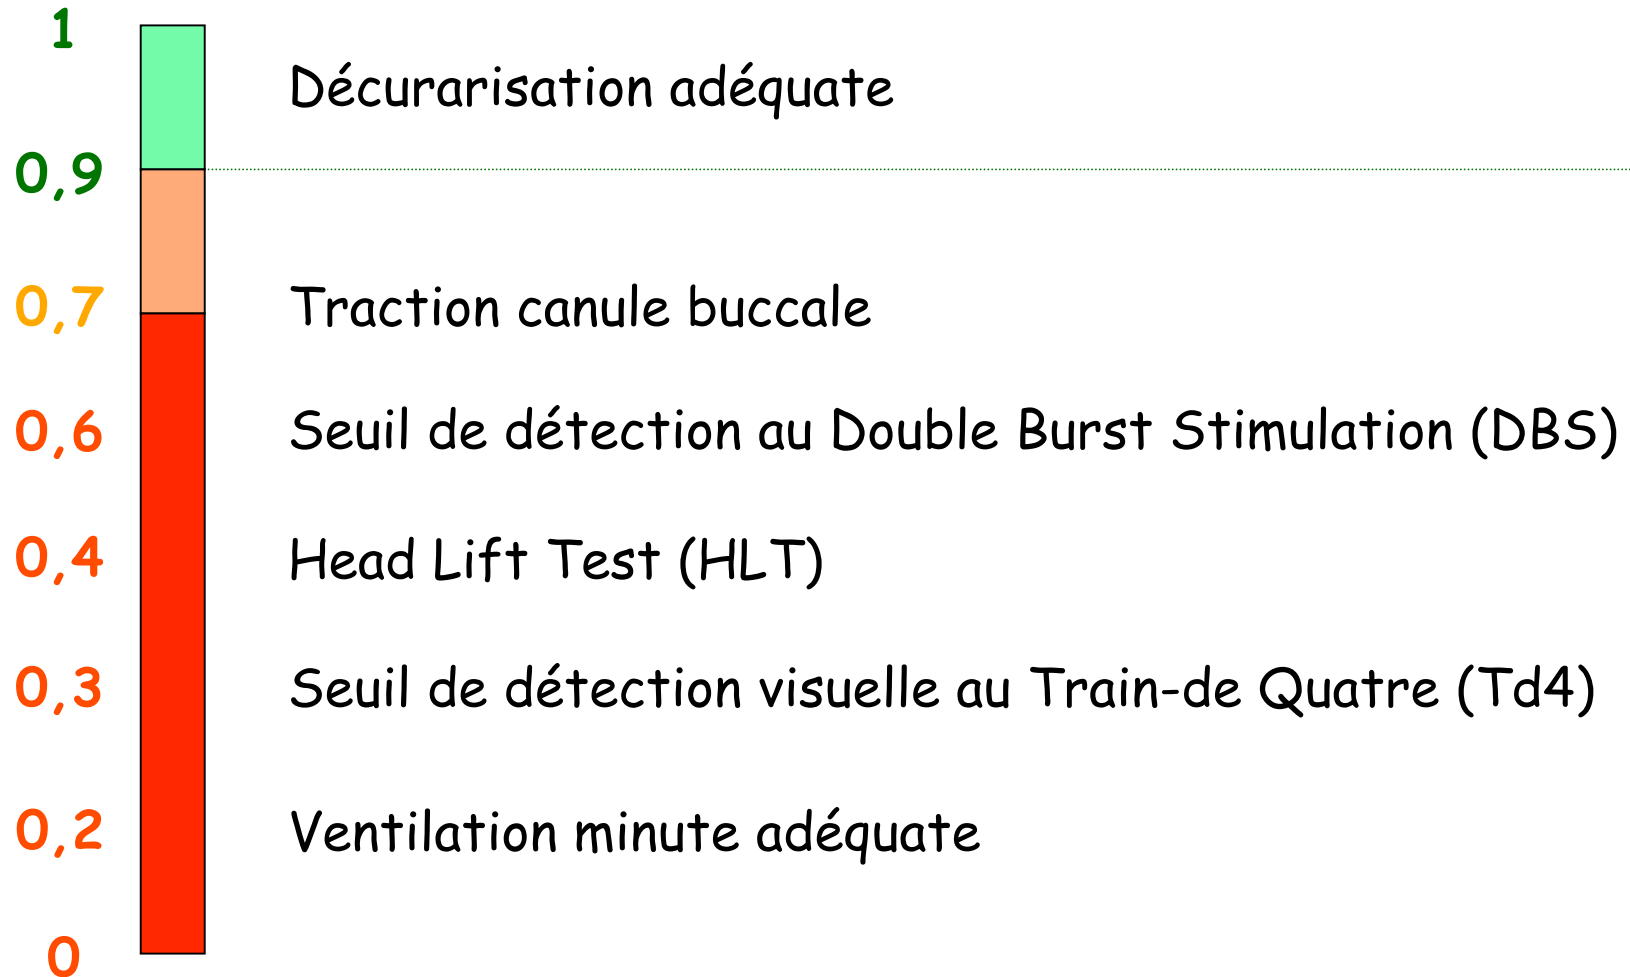 1
Décurarisation adéquate
0,9
0,7 Traction canule buccale
0,6 Seuil de détection au Double Burst Stimulation (DBS)
0,4 Head Lift Test (HLT)
0,3 Seuil de détection visuelle au Train-de Quatre (Td4)
0,2 Ventilation minute adéquate
0